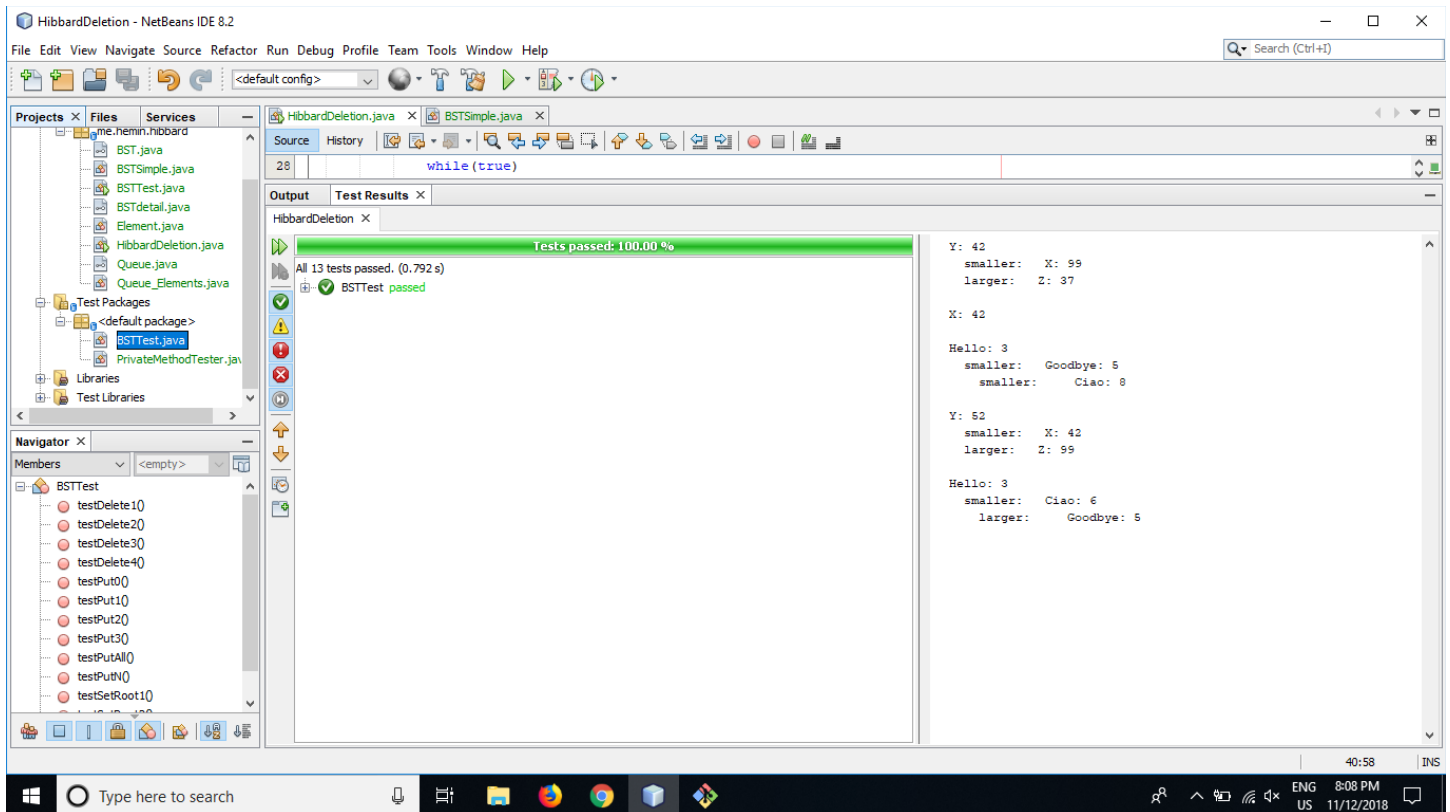 HibbardDeletion - NetBeans IDE 8.2
File Edit View Navigate Source Refactor Run Debug Profile Team Tools Window Help
Search (Ctrl+I)
<default config>
Projects Files Services
me.hemin.hibbard
BST.java
BSTSimple.java
BSTTest.java
BSTdetail.java
Element.java
HibbardDeletion.java
Queue.java
Queue_Elements.java
Test Packages
<default package>
BSTTest.java
PrivateMethodTester.jav
Libraries
Test Libraries
Navigator
Members <empty>
BSTTest
testDelete1()
testDelete2()
testDelete3()
testDelete4()
testPut0()
testPut1()
testPut2()
testPut3()
testPutAll()
testPutN()
testSetRoot1()
HibbardDeletion.java BSTSimple.java
Source History
28 while(true)
Output Test Results
HibbardDeletion
Tests passed: 100.00 %
All 13 tests passed. (0.792 s)
BSTTest passed
Y: 42
smaller: X: 99
larger: Z: 37
X: 42
Hello: 3
smaller: Goodbye: 5
smaller: Ciao: 8
Y: 52
smaller: X: 42
larger: Z: 99
Hello: 3
smaller: Ciao: 6
larger: Goodbye: 5
40:58 INS
Type here to search
ENG
US
8:08 PM
11/12/2018